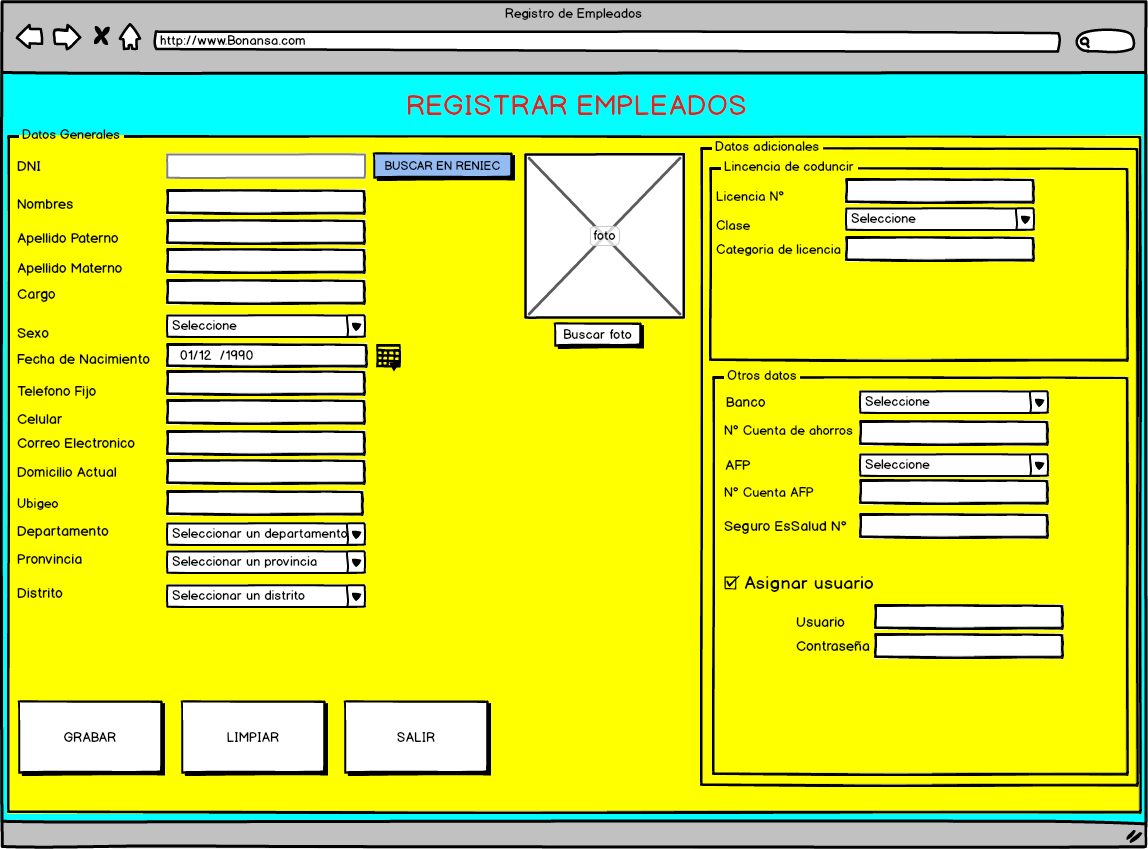 Registro de Empleados
http://www.Bonansa.com
REGISTRAR EMPLEADOS
Datos Generales
DNI
BUSCAR EN RENIEC
Nombres
Apellido Paterno
Apellido Materno
Cargo
Sexo
Seleccione
Fecha de Nacimiento
01/12 /1990
Telefono Fijo
Celular
Correo Electronico
Domicilio Actual
Ubigeo
Departamento
Seleccionar un departamento
Pronvincia
Seleccionar un provincia
Distrito
Seleccionar un distrito
foto
Buscar foto
GRABAR
LIMPIAR
SALIR
Datos adicionales
Lincencia de coducir
Licencia N°
Clase
Seleccione
Categoria de licencia
Otros datos
Banco
Seleccione
N° Cuenta de ahorros
AFP
Seleccione
N° Cuenta AFP
Seguro EsSalud N°
Asignar usuario
Usuario
Contraseña